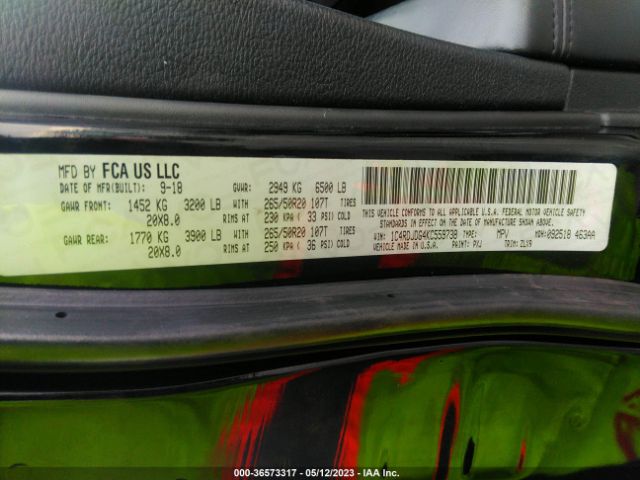 MFD BY FCA US LLC
DATE OF MFR(BUILT): 9-18 GVWR: 2949 KG 6500 LB
GAWR FRONT: 1452 KG 3200 LB WITH 265/50R20 107T TIRES
20X8.0 RIMS AT 230 KPA ( 33 PSI) COLD
GAWR REAR: 1770 KG 3900 LB WITH 265/50R20 107T TIRES
20X8.0 RIMS AT 250 KPA ( 36 PSI) COLD
THIS VEHICLE CONFORMS TO ALL APPLICABLE U.S.A. FEDERAL MOTOR VEHICLE SAFETY
STANDARDS IN EFFECT ON THE DATE OF MANUFACTURE SHOWN ABOVE.
VIN: 1C4RDJDG4KC559738 TYPE: MPV MDH: 092518 463AA
VEHICLE MADE IN U.S.A. PAINT: PXJ TRIM: ZLX9
000-36573317 - 05/12/2023 - IAA Inc.